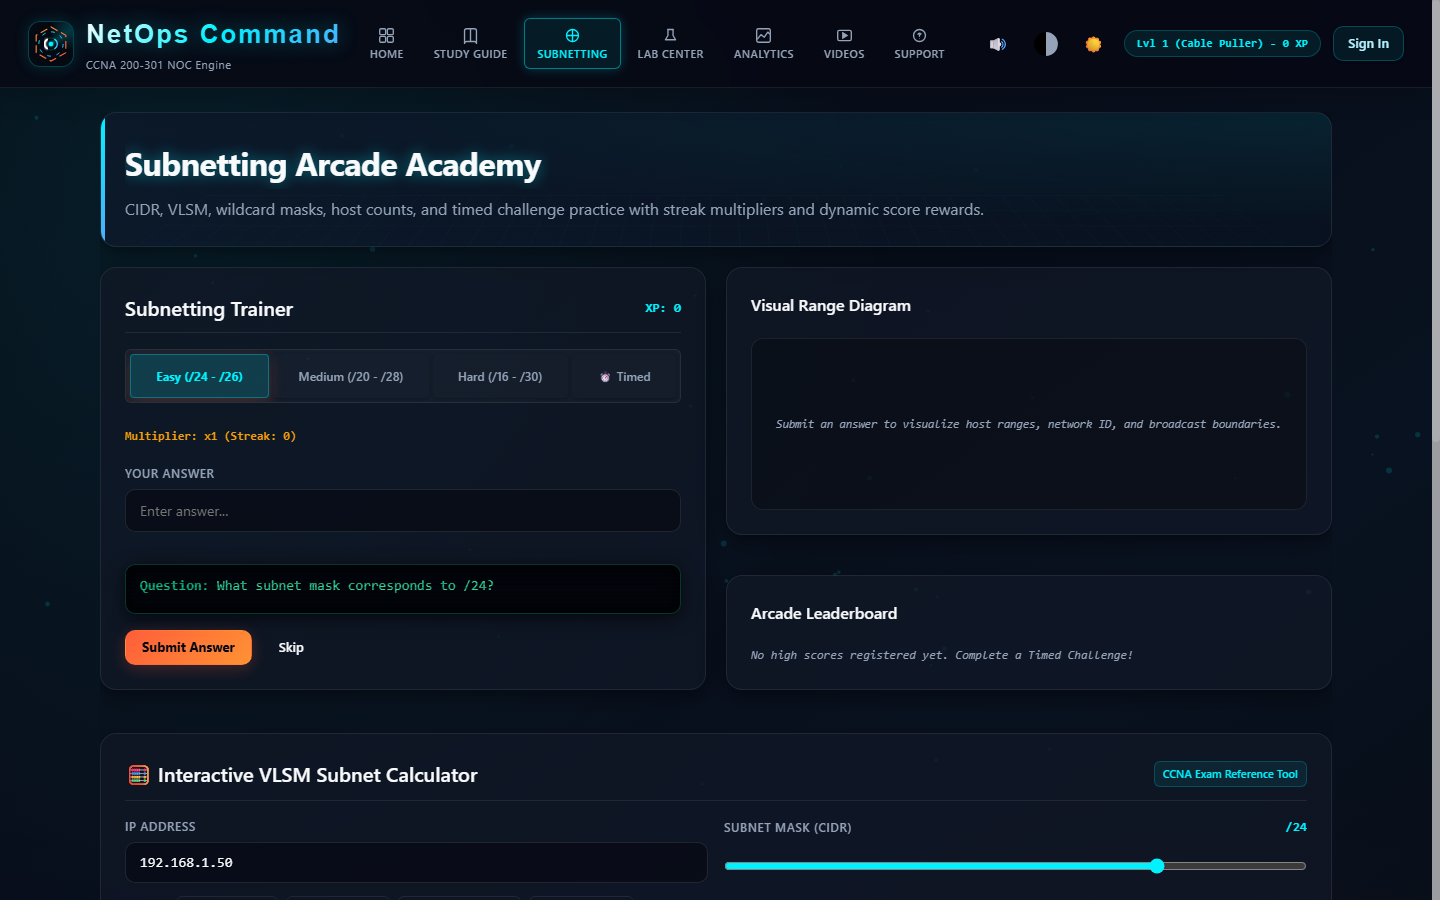 NetOps Command
CCNA 200-301 NOC Engine
HOME
STUDY GUIDE
SUBNETTING
LAB CENTER
ANALYTICS
VIDEOS
SUPPORT
Lvl 1 (Cable Puller) - 0 XP
Sign In
Subnetting Arcade Academy
CIDR, VLSM, wildcard masks, host counts, and timed challenge practice with streak multipliers and dynamic score rewards.
Subnetting Trainer
XP: 0
Easy (/24 - /26)
Medium (/20 - /28)
Hard (/16 - /30)
Timed
Multiplier: x1 (Streak: 0)
YOUR ANSWER
Enter answer...
Question: What subnet mask corresponds to /24?
Submit Answer
Skip
Visual Range Diagram
Submit an answer to visualize host ranges, network ID, and broadcast boundaries.
Arcade Leaderboard
No high scores registered yet. Complete a Timed Challenge!
Interactive VLSM Subnet Calculator
CCNA Exam Reference Tool
IP ADDRESS
192.168.1.50
SUBNET MASK (CIDR)
/24